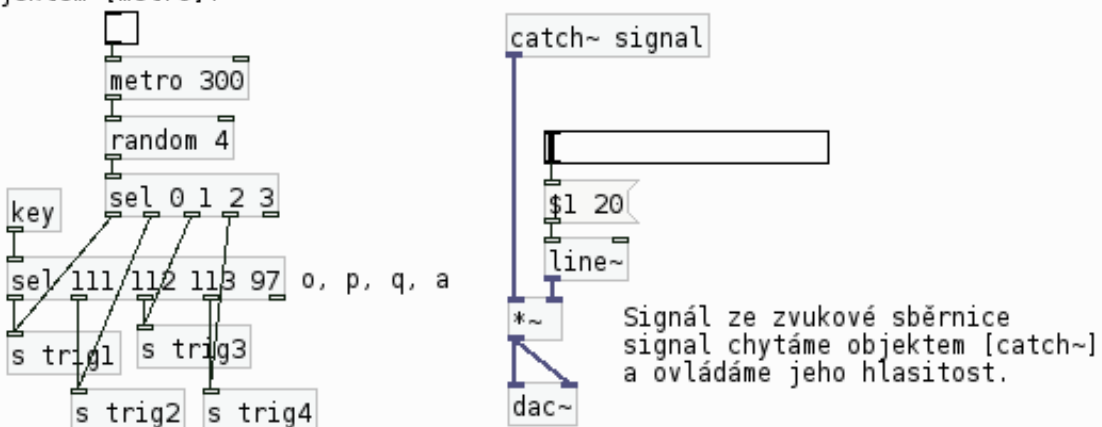 metro 300
random 4
sel 0 1 2 3
key
sel 111 112 113 97
o, p, q, a
s trig1
s trig3
s trig2
s trig4
catch~ signal
$1 20
line~
*~
dac~
Signál ze zvukové sběrnice
signal chytáme objektem [catch~]
a ovládáme jeho hlasitost.